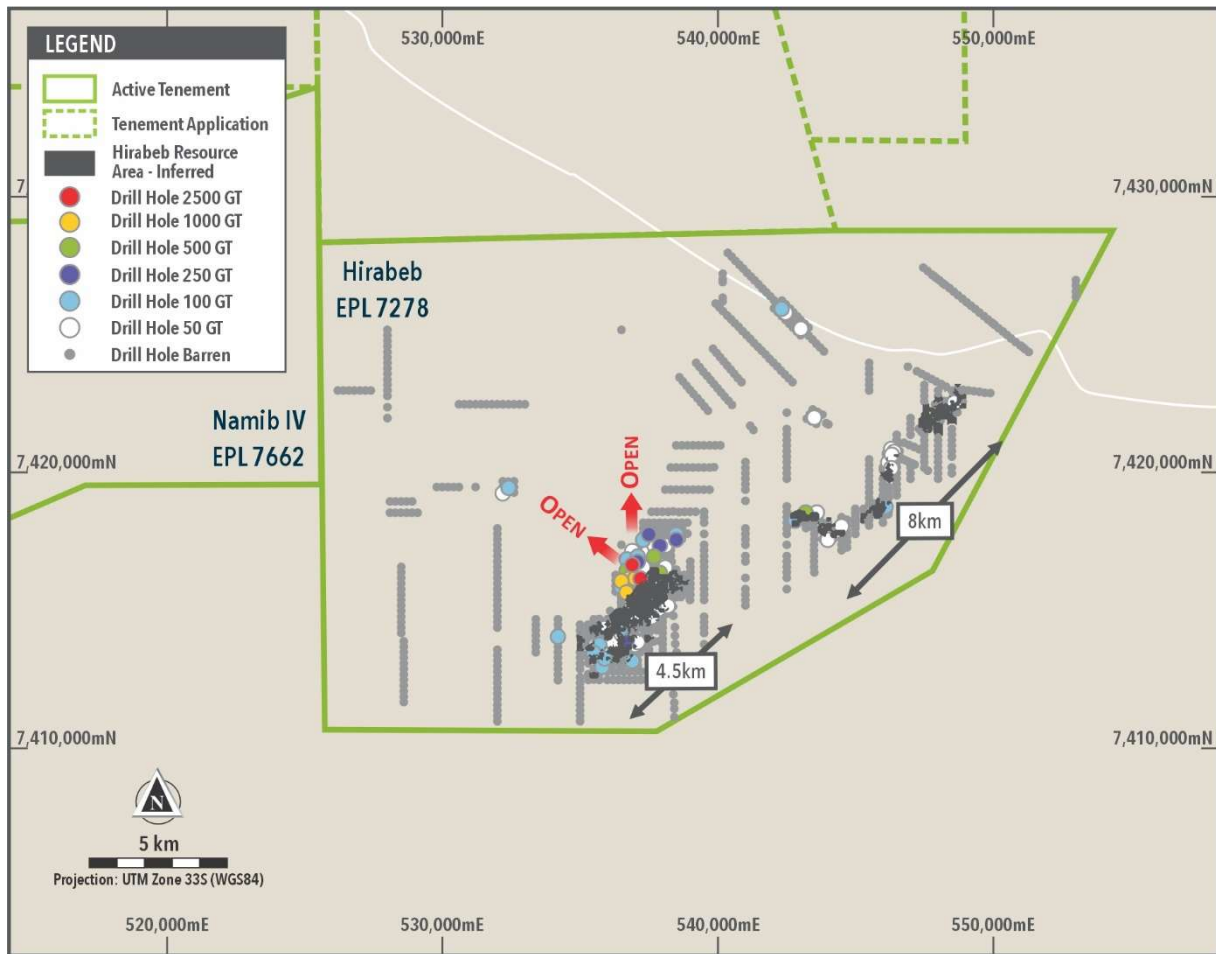 530,000mE
540,000mE
550,000mE
LEGEND
Active Tenement
Tenement Application
Hirabeb Resource
Area - Inferred
Drill Hole 2500 GT
Drill Hole 1000 GT
Drill Hole 500 GT
Drill Hole 250 GT
Drill Hole 100 GT
Drill Hole 50 GT
Drill Hole Barren
7
7,430,000mN
Hirabeb
EPL 7278
Namib IV
EPL 7662
7,420,000mN
7,420,000mN
OPEN
OPEN
8km
4.5km
7,410,000mN
7,410,000mN
N
5 km
Projection: UTM Zone 33S (WGS84)
520,000mE
530,000mE
540,000mE
550,000mE